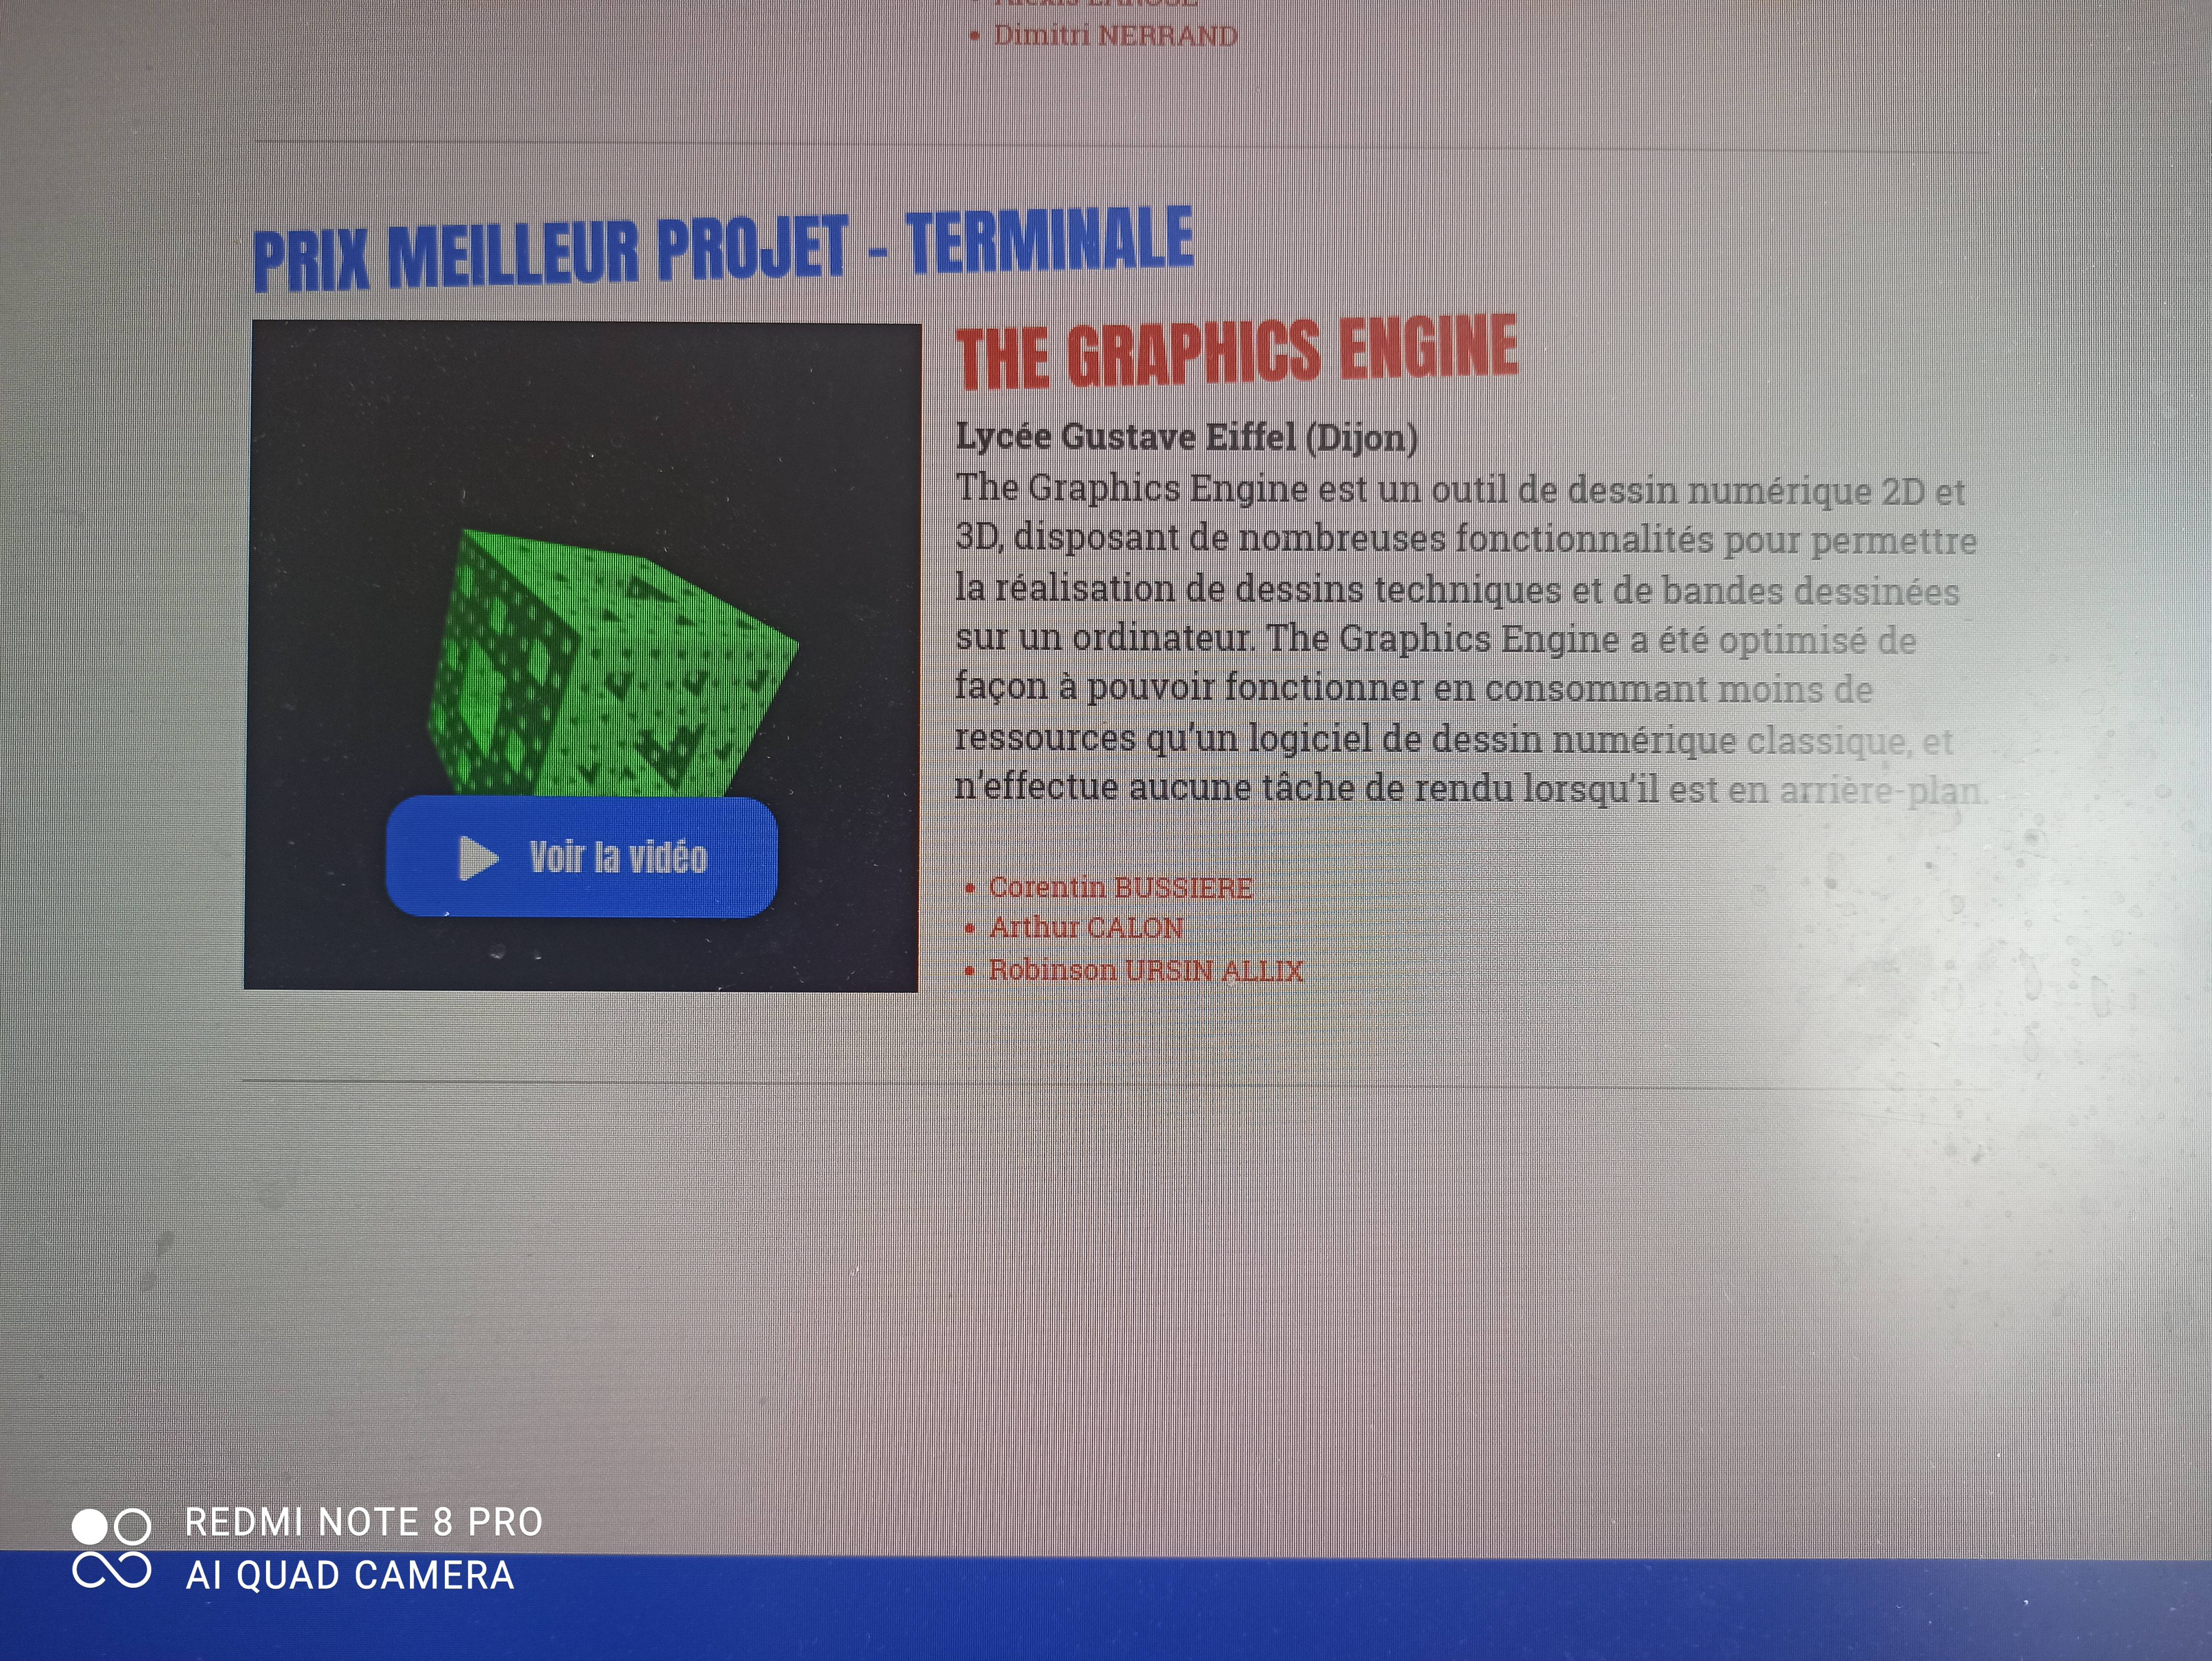 Dimitri NERRAND
PRIX MEILLEUR PROJET - TERMINALE
THE GRAPHICS ENGINE
Lycée Gustave Eiffel (Dijon)
The Graphics Engine est un outil de dessin numérique 2D et
3D, disposant de nombreuses fonctionnalités pour permettre
la réalisation de dessins techniques et de bandes dessinées
sur un ordinateur. The Graphics Engine a été optimisé de
façon à pouvoir fonctionner en consommant moins de
ressources qu'un logiciel de dessin numérique classique, et
n'effectue aucune tâche de rendu lorsqu'il est en arrière-plan.
Voir la vidéo
Corentin BUSSIERE
Arthur CALON
Robinson URSIN ALLIX
REDMI NOTE 8 PRO
AI QUAD CAMERA